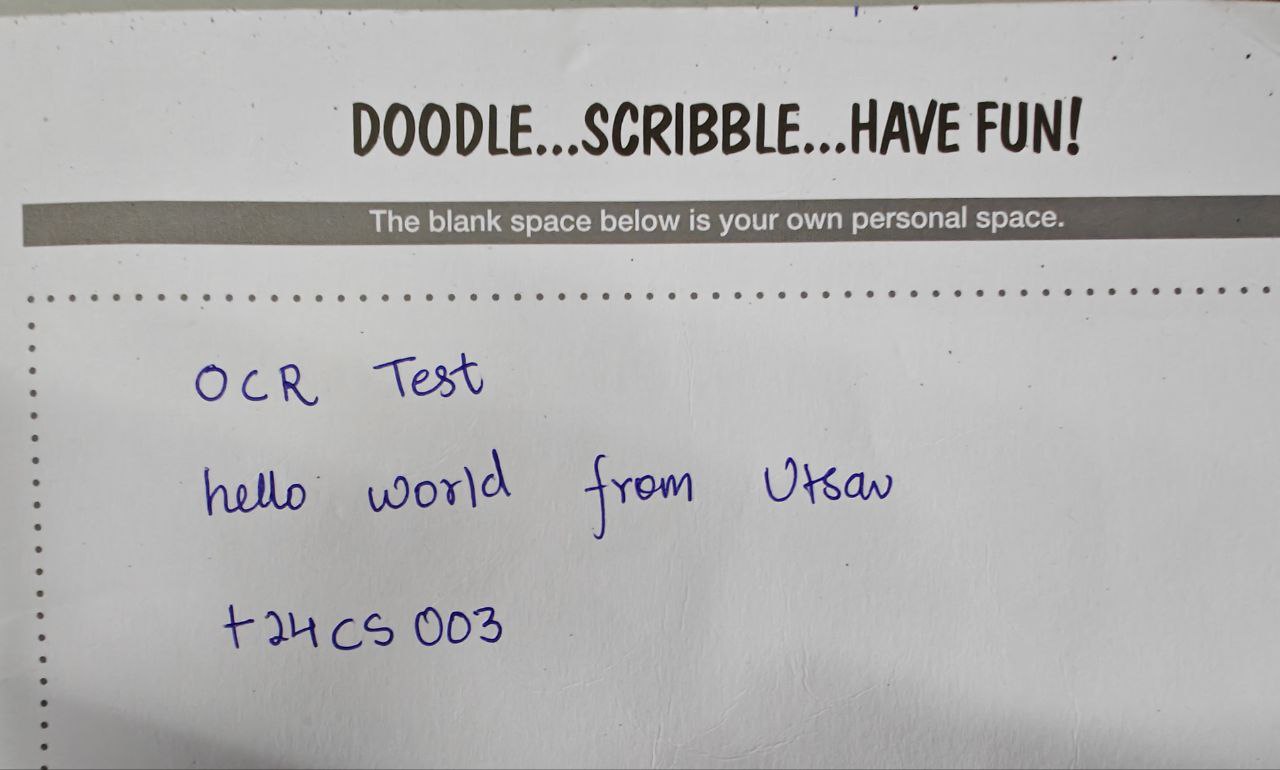 DOODLE...SCRIBBLE...HAVE FUN!
The blank space below is your own personal space.
OCR Test
hello world from Utsav
t24CS003